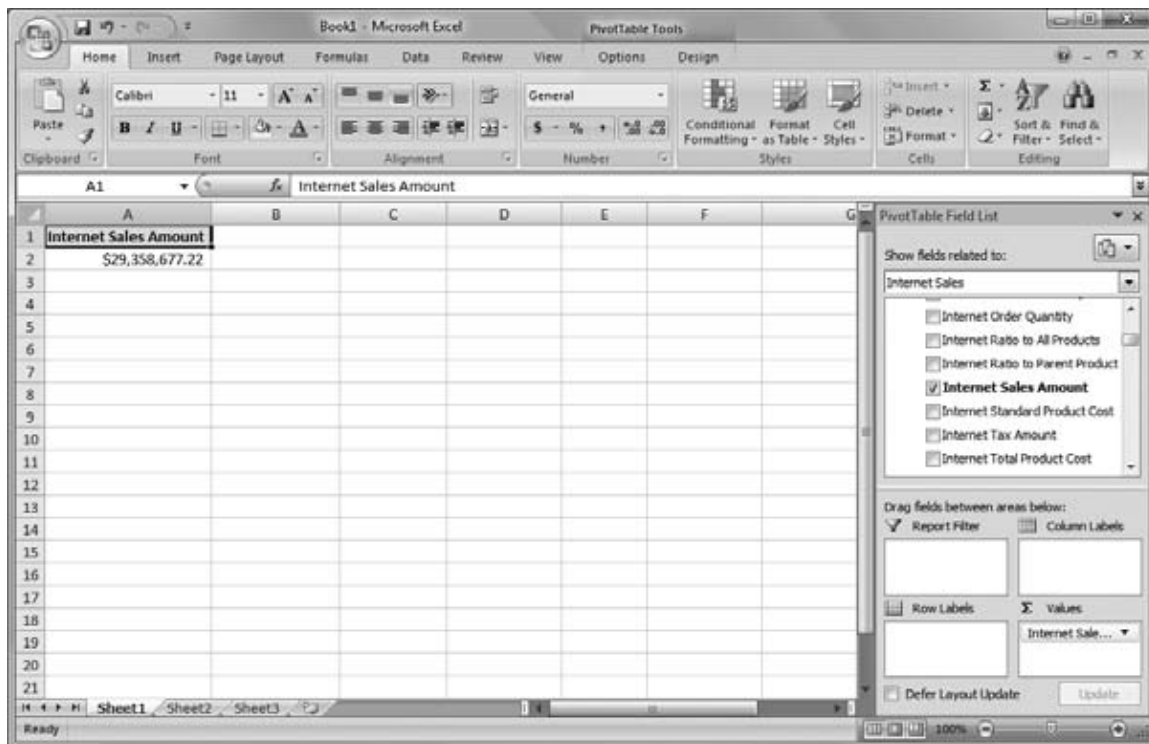 Book1 - Microsoft Excel
PivotTable Tools
Home Insert Page Layout Formulas Data Review View Options Design
Paste
Clipboard
Calibri 11
B I U
Font
Alignment
General
$ % ,
Number
Conditional Formatting
Format as Table
Cell Styles
Styles
Insert
Delete
Format
Cells
Σ
Sort & Filter
Find & Select
Editing
A1 fx Internet Sales Amount
A B C D E F G
1 Internet Sales Amount
2 $29,358,677.22
3
4
5
6
7
8
9
10
11
12
13
14
15
16
17
18
19
20
21
PivotTable Field List
Show fields related to:
Internet Sales
Internet Order Quantity
Internet Ratio to All Products
Internet Ratio to Parent Product
Internet Sales Amount
Internet Standard Product Cost
Internet Tax Amount
Internet Total Product Cost
Drag fields between areas below:
Report Filter Column Labels
Row Labels Σ Values
Internet Sale...
Defer Layout Update Update
Sheet1 Sheet2 Sheet3
Ready 100%